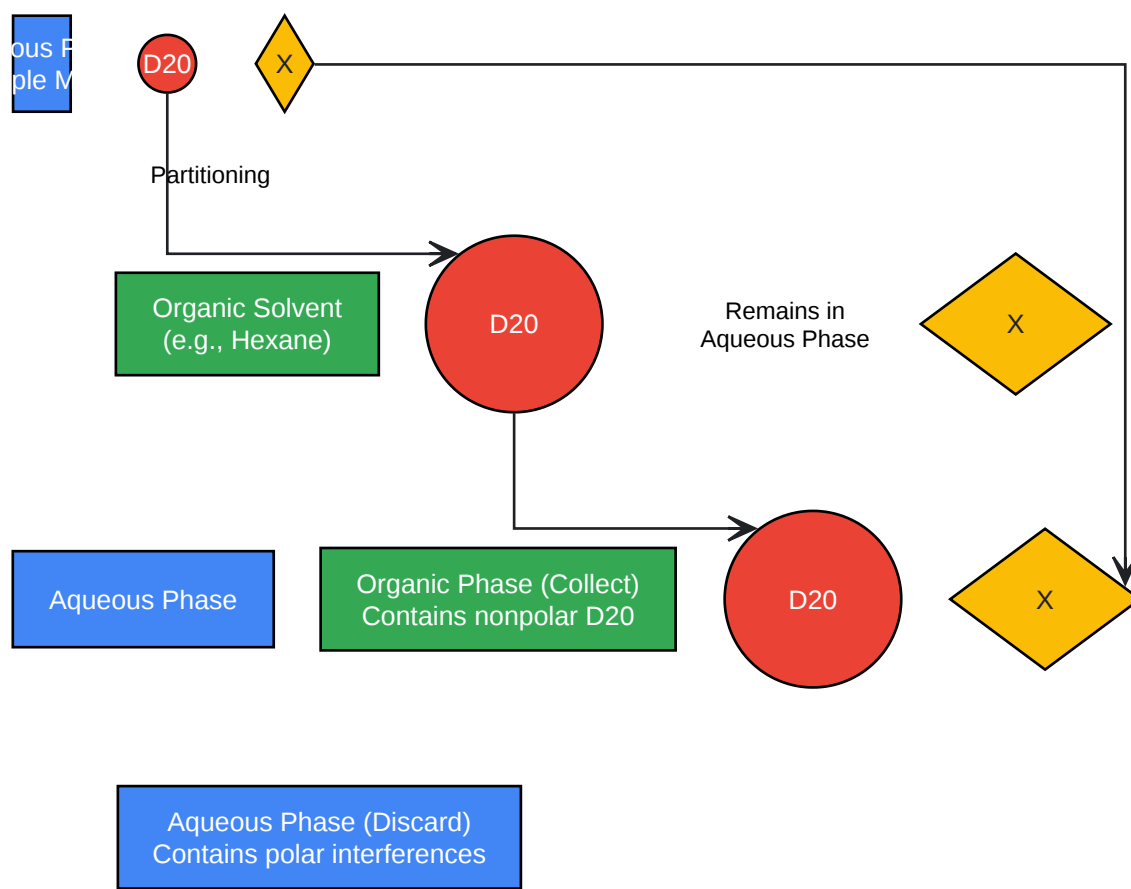 D20
X
Partitioning
Organic Solvent
(e.g., Hexane)
D20
Remains in
Aqueous Phase
X
Aqueous Phase
Organic Phase (Collect)
Contains nonpolar D20
D20
X
Aqueous Phase (Discard)
Contains polar interferences